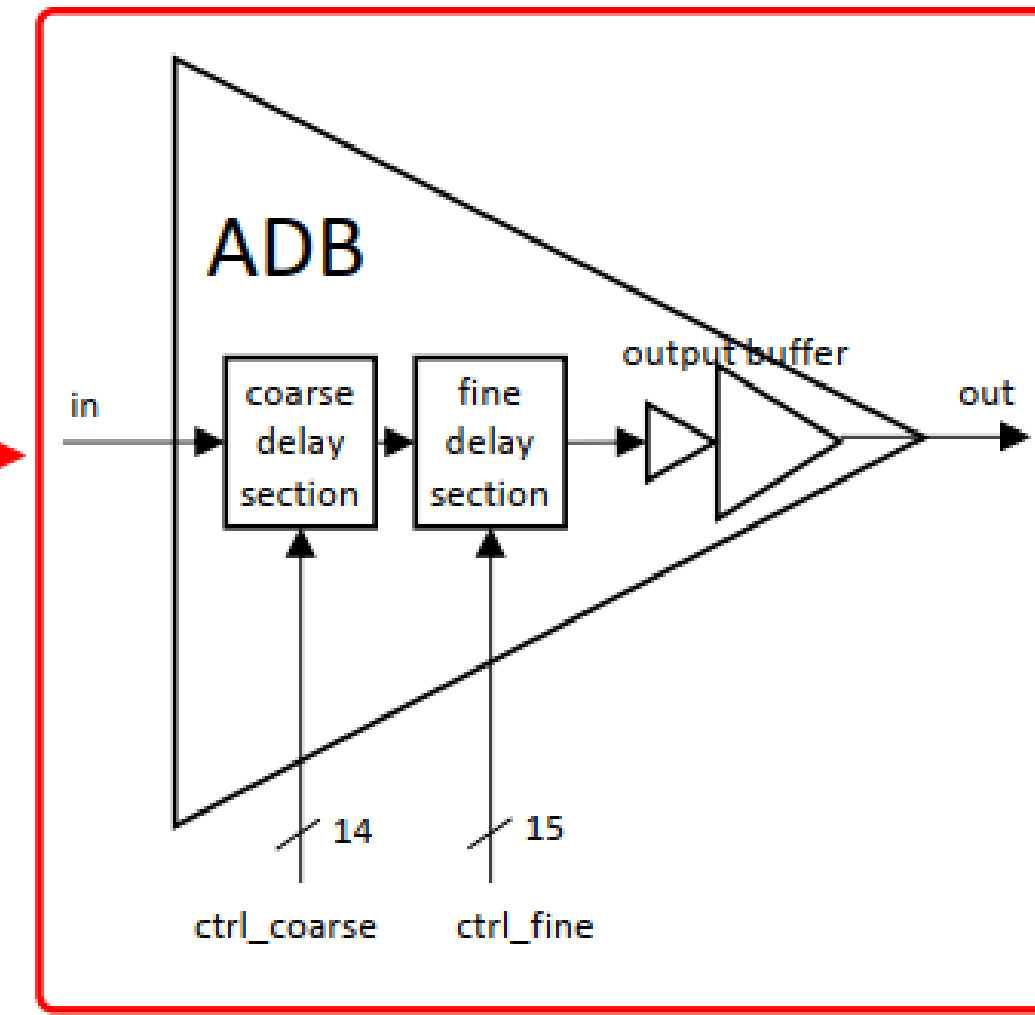 ADB
output buffer
in
out
coarse
delay
section
fine
delay
section
14
15
ctrl_coarse
ctrl_fine